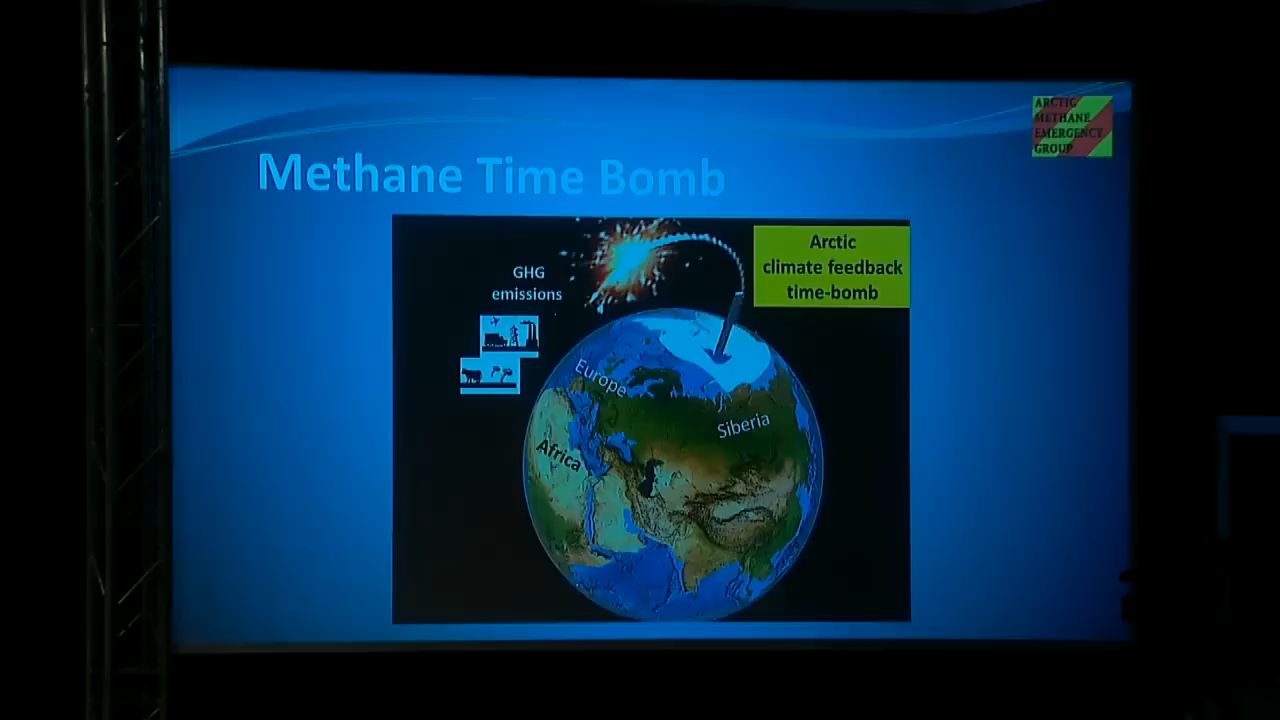 ARCTIC
METHANE
EMERGENCY
GROUP
Methane Time Bomb
GHG
emissions
Arctic
climate feedback
time-bomb
Europe
Siberia
Africa